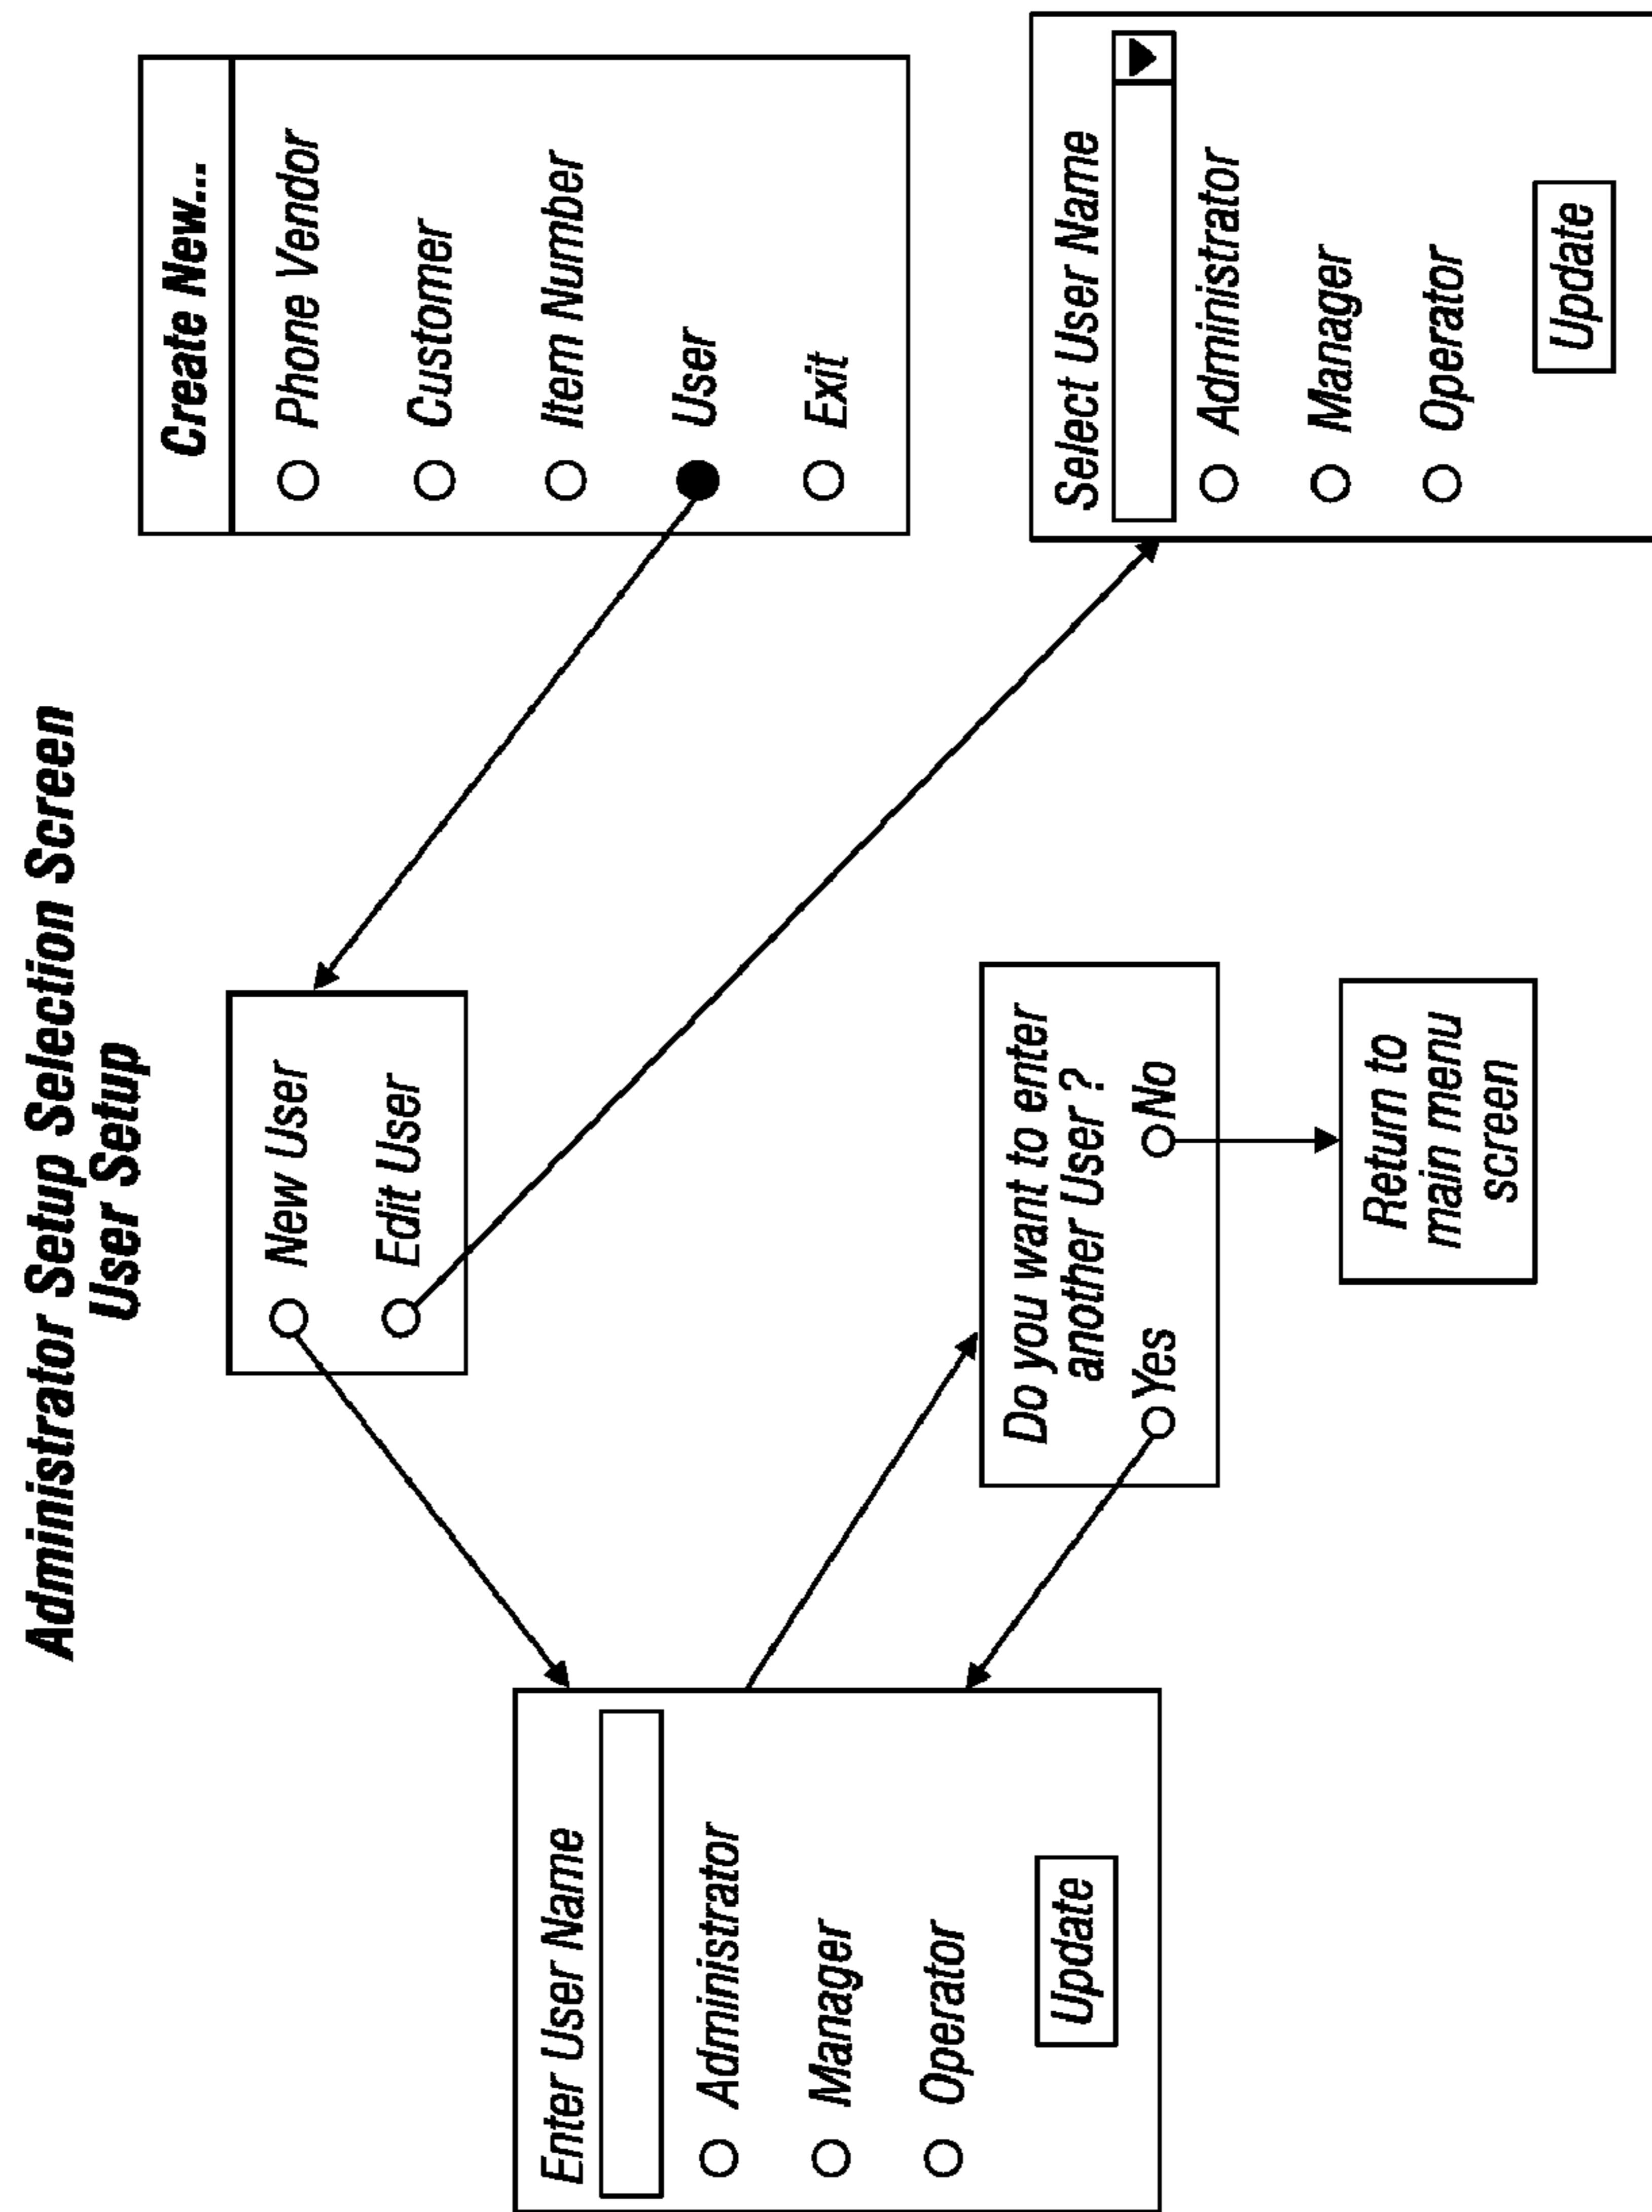 Administrator Setup Selection Screen
User Setup
Create New...
Phone Vendor
Customer
Item Number
User
Exit
New User
Edit User
Enter User Name
Administrator
Manager
Operator
Update
Do you want to enter
another User ?
Yes
No
Return to
main menu
screen
Select User Name
Administrator
Manager
Operator
Update